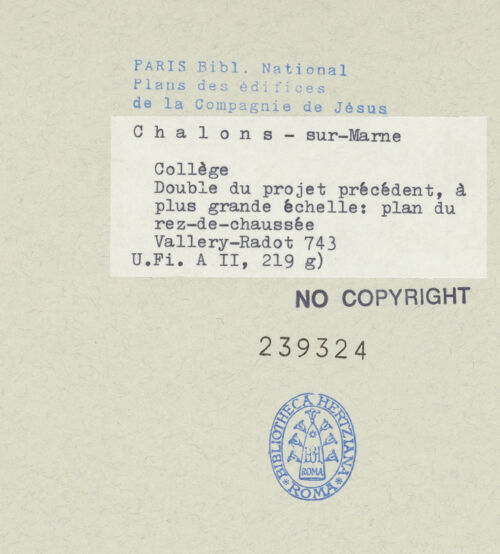 PARIS Bibl. National
Plans des édifices
de la Compagnie de Jésus
C h a l o n s - sur-Marne
Collège
Double du projet précédent, à
plus grande échelle: plan du
rez-de-chaussée
Vallery-Radot 743
U.Fi. A II, 219 g)
NO COPYRIGHT
239324
BIBLIOTHECA HERTZIANA
ROMA
ROMA